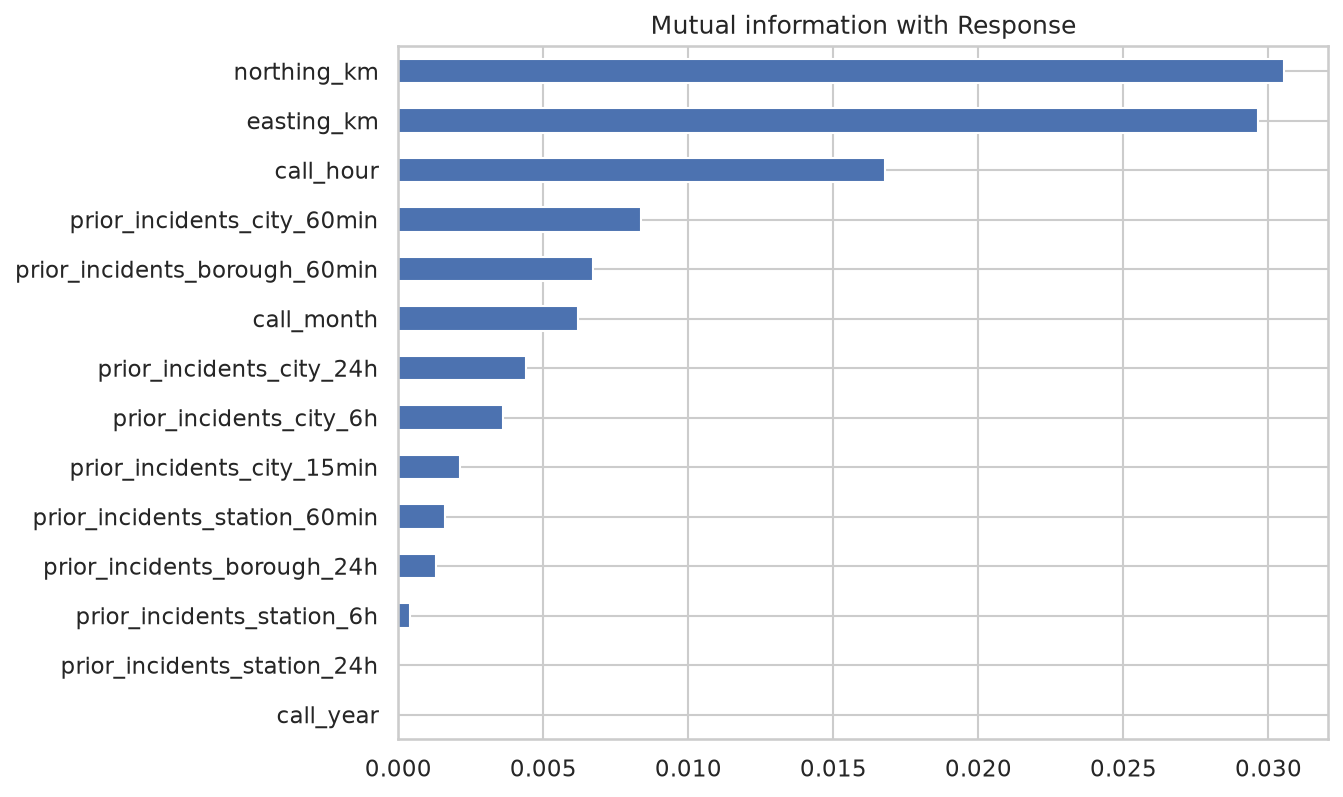 Mutual information with Response
northing_km
easting_km
call_hour
prior_incidents_city_60min
prior_incidents_borough_60min
call_month
prior_incidents_city_24h
prior_incidents_city_6h
prior_incidents_city_15min
prior_incidents_station_60min
prior_incidents_borough_24h
prior_incidents_station_6h
prior_incidents_station_24h
call_year
0.000 0.005 0.010 0.015 0.020 0.025 0.030